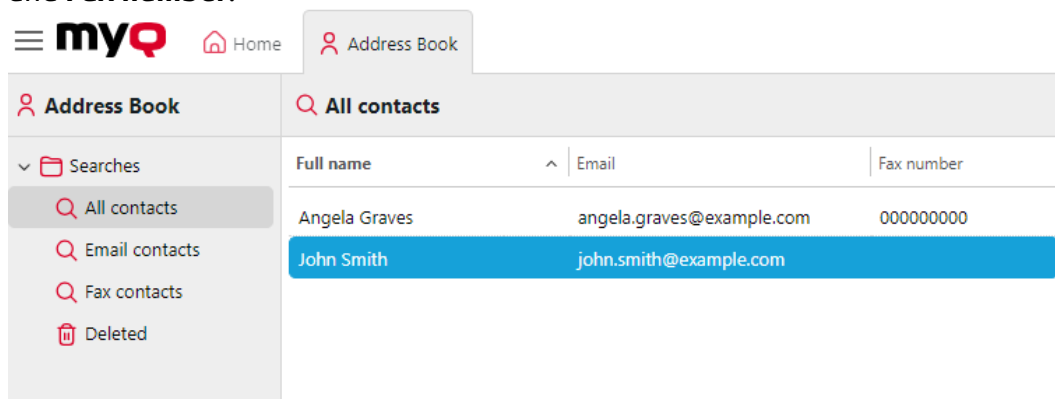 myQ Home Address Book
Address Book All contacts
Searches Full name Email Fax number
All contacts Angela Graves angela.graves@example.com 000000000
Email contacts John Smith john.smith@example.com
Fax contacts
Deleted